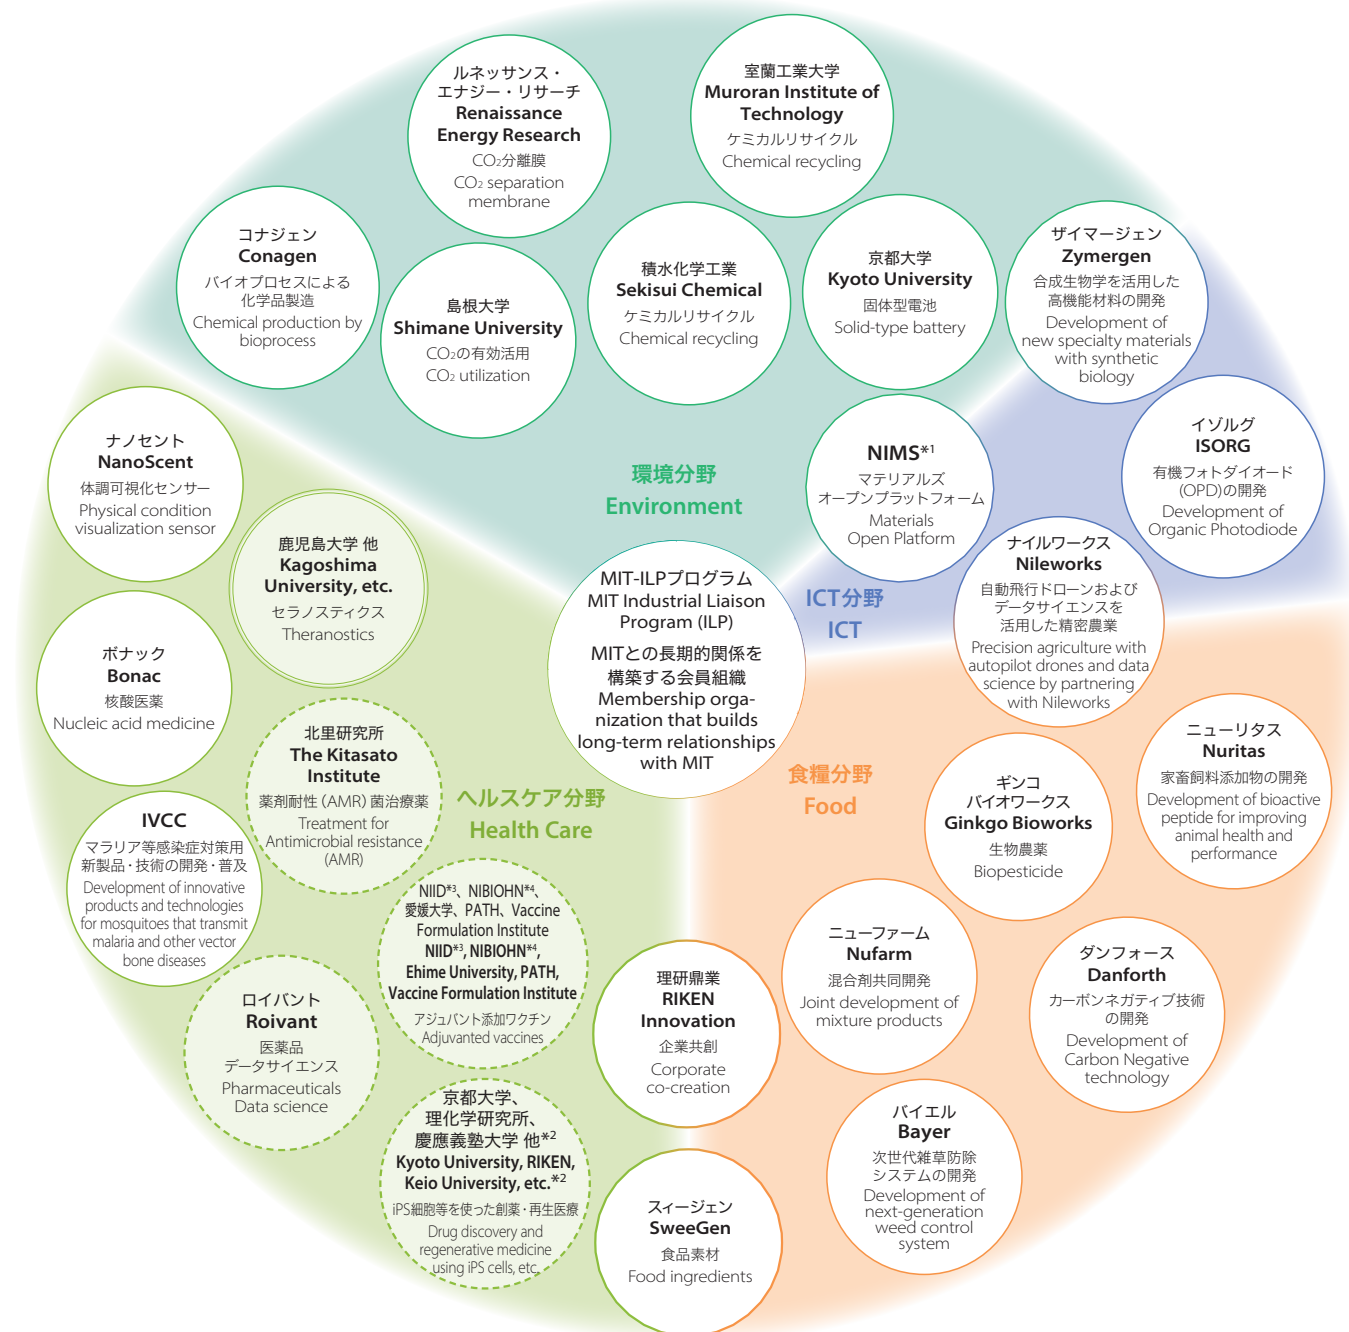 ルネッサンス・
エナジー・リサーチ
Renaissance
Energy Research
CO2分離膜
CO2 separation
membrane
室蘭工業大学
Muroran Institute of
Technology
ケミカルリサイクル
Chemical recycling
コナジェン
Conagen
バイオプロセスによる
化学品製造
Chemical production by
bioprocess
島根大学
Shimane University
CO2の有効活用
CO2 utilization
積水化学工業
Sekisui Chemical
ケミカルリサイクル
Chemical recycling
京都大学
Kyoto University
固体型電池
Solid-type battery
ザイマージェン
Zymergen
合成生物学を活用した
高機能材料の開発
Development of
new specialty materials
with synthetic
biology
イゾルグ
ISORG
有機フォトダイオード
(OPD)の開発
Development of
Organic Photodiode
NIMS*1
マテリアルズ
オープンプラットフォーム
Materials
Open Platform
環境分野
Environment
ICT分野
ICT
ナイルワークス
Nileworks
自動飛行ドローンおよび
データサイエンスを
活用した精密農業
Precision agriculture with
autopilot drones and data
science by partnering
with Nileworks
MIT-ILPプログラム
MIT Industrial Liaison
Program (ILP)
MITとの長期的関係を
構築する会員組織
Membership orga-
nization that builds
long-term relationships
with MIT
ナノセント
NanoScent
体調可視化センサー
Physical condition
visualization sensor
鹿児島大学 他
Kagoshima
University, etc.
セラノスティクス
Theranostics
ボナック
Bonac
核酸医薬
Nucleic acid medicine
北里研究所
The Kitasato
Institute
薬剤耐性 (AMR) 菌治療薬
Treatment for
Antimicrobial resistance
(AMR)
ヘルスケア分野
Health Care
IVCC
マラリア等感染症対策用
新製品・技術の開発・普及
Development of innovative
products and technologies
for mosquitoes that transmit
malaria and other vector
bone diseases
NIID*3、NIBIOHN*4、
愛媛大学、PATH、Vaccine
Formulation Institute
NIID*3, NIBIOHN*4,
Ehime University, PATH,
Vaccine Formulation Institute
アジュバント添加ワクチン
Adjuvanted vaccines
ロイバント
Roivant
医薬品
データサイエンス
Pharmaceuticals
Data science
京都大学、
理化学研究所、
慶應義塾大学 他*2
Kyoto University, RIKEN,
Keio University, etc.*2
iPS細胞等を使った創薬・再生医療
Drug discovery and
regenerative medicine
using iPS cells, etc.
理研鼎業
RIKEN
Innovation
企業共創
Corporate
co-creation
スィージェン
SweeGen
食品素材
Food ingredients
食糧分野
Food
ギンコ
バイオワークス
Ginkgo Bioworks
生物農薬
Biopesticide
ニューリタス
Nuritas
家畜飼料添加物の開発
Development of bioactive
peptide for improving
animal health and
performance
ニューファーム
Nufarm
混合剤共同開発
Joint development of
mixture products
ダンフォース
Danforth
カーボンネガティブ技術
の開発
Development of
Carbon Negative
technology
バイエル
Bayer
次世代雑草防除
システムの開発
Development of
next-generation
weed control
system